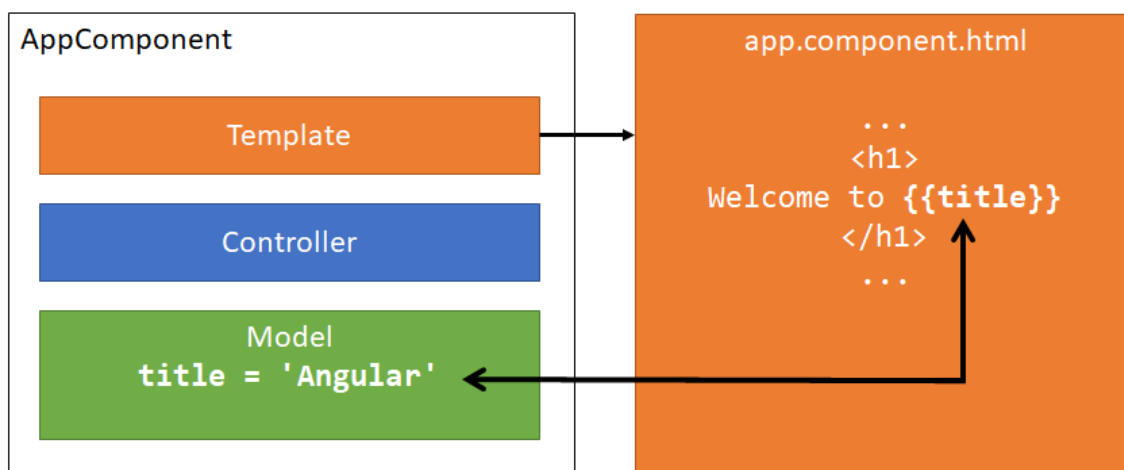 AppComponent
Template
Controller
Model
title = 'Angular'
app.component.html
...
<h1>
Welcome to {{title}}
</h1>
...